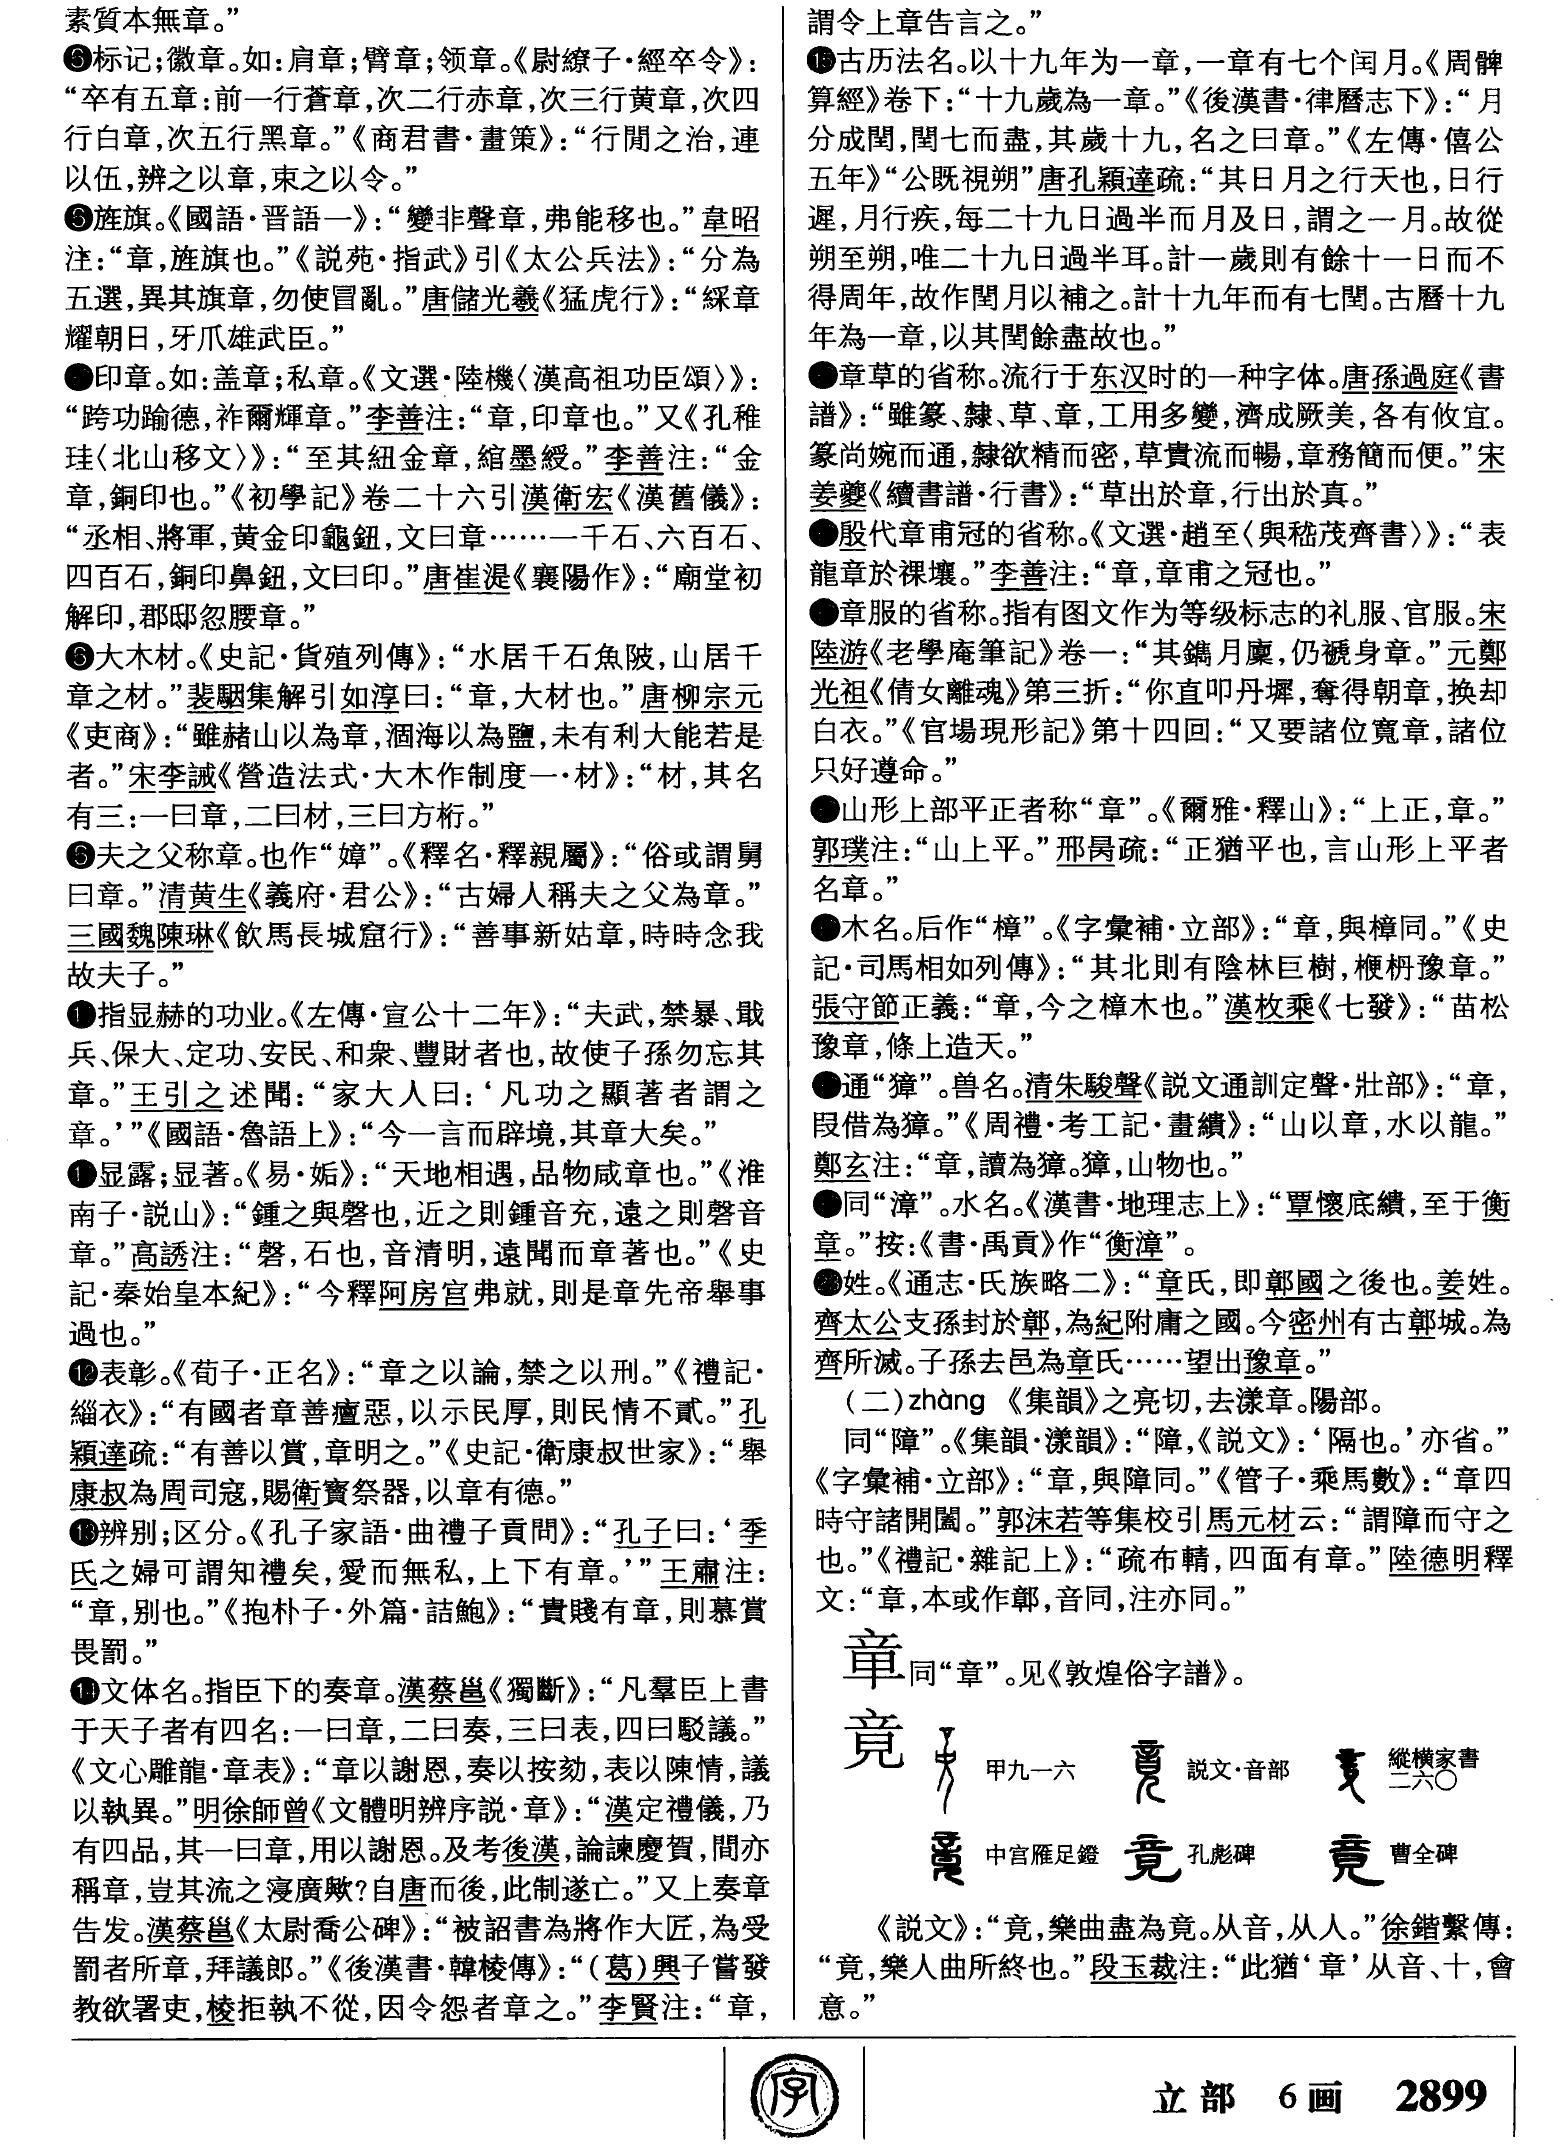 素質本無章。”
❺标记；徽章。如：肩章；臂章；领章。《尉繚子·經卒令》：
“卒有五章：前一行蒼章，次二行赤章，次三行黄章，次四
行白章，次五行黑章。”《商君書·畫策》：“行間之治，連
以伍，辨之以章，束之以令。”
旌旗。《國語·晋語一》：“變非聲章，弗能移也。”韋昭
注：“章，旌旗也。”《説苑·指武》引《太公兵法》：“分為
五選，異其旗章，勿使冒亂。”唐儲光羲《猛虎行》：“綵章
耀朝日，牙爪雄武臣。”
印章。如：盖章；私章。《文選·陸機〈漢高祖功臣頌〉》：
“跨功踰德，祚爾輝章。”李善注：“章，印章也。”又《孔稚
珪〈北山移文〉》：“至其紐金章，綰墨綬。”李善注：“金
章，銅印也。”《初學記》卷二十六引漢衛宏《漢舊儀》：
“丞相、將軍，黄金印龜鈕，文曰章……一千石、六百石、
四百石，銅印鼻鈕，文曰印。”唐崔湜《襄陽作》：“廟堂初
解印，郡邸忽腰章。”
大木材。《史記·貨殖列傳》：“水居千石魚陂，山居千
章之材。”裴駰集解引如淳曰：“章，大材也。”唐柳宗元
《吏商》：“雖赭山以為章，涸海以為鹽，未有利大能若是
者。”宋李誡《營造法式·大木作制度一·材》：“材，其名
有三：一曰章，二曰材，三曰方桁。”
夫之父称章。也作“嫜”。《釋名·釋親屬》：“俗或謂舅
曰章。”清黄生《義府·君公》：“古婦人稱夫之父為章。”
三國魏陳琳《飲馬長城窟行》：“善事新姑章，時時念我
故夫子。”
指显赫的功业。《左傳·宣公十二年》：“夫武，禁暴、戢
兵、保大、定功、安民、和衆、豐財者也，故使子孫勿忘其
章。”王引之述聞：“家大人曰：‘凡功之顯著者謂之
章。’”《國語·魯語上》：“今一言而辟境，其章大矣。”
显露；显著。《易·姤》：“天地相遇，品物咸章也。”《淮
南子·説山》：“鍾之與磬也，近之則鍾音充，遠之則磬音
章。”高誘注：“磬，石也，音清明，遠聞而章著也。”《史
記·秦始皇本紀》：“今釋阿房宫弗就，則是章先帝舉事
過也。”
⓬表彰。《荀子·正名》：“章之以論，禁之以刑。”《禮記·
緇衣》：“有國者章善癉惡，以示民厚，則民情不貳。”孔
穎達疏：“有善以賞，章明之。”《史記·衛康叔世家》：“舉
康叔為周司寇，賜衛寶祭器，以章有德。”
⓭辨别；区分。《孔子家語·曲禮子貢問》：“孔子曰：‘季
氏之婦可謂知禮矣，愛而無私，上下有章。’”王肅注：
“章，别也。”《抱朴子·外篇·詰鮑》：“貴賤有章，則慕賞
畏罰。”
⓮文体名。指臣下的奏章。漢蔡邕《獨斷》：“凡羣臣上書
于天子者有四名：一曰章，二曰奏，三曰表，四曰駁議。”
《文心雕龍·章表》：“章以謝恩，奏以按劾，表以陳情，議
以執異。”明徐師曾《文體明辨序説·章》：“漢定禮儀，乃
有四品，其一曰章，用以謝恩。及考後漢，論諫慶賀，間亦
稱章，豈其流之寖廣歟？自唐而後，此制遂亡。”又上奏章
告发。漢蔡邕《太尉喬公碑》：“被詔書為將作大匠，為受
罰者所章，拜議郎。”《後漢書·韓棱傳》：“（葛）興子嘗發
教欲署吏，棱拒執不從，因令怨者章之。”李賢注：“章，
謂令上章告言之。”
⓯古历法名。以十九年为一章，一章有七个闰月。《周髀
算經》卷下：“十九歲為一章。”《後漢書·律曆志下》：“月
分成閏，閏七而盡，其歲十九，名之曰章。”《左傳·僖公
五年》“公既視朔”唐孔穎達疏：“其日月之行天也，日行
遲，月行疾，每二十九日過半而月及日，謂之一月。故從
朔至朔，唯二十九日過半耳。計一歲則有餘十一日而不
得周年，故作閏月以補之。計十九年而有七閏。古曆十九
年為一章，以其閏餘盡故也。”
章草的省称。流行于东汉时的一种字体。唐孫過庭《書
譜》：“雖篆、隸、草、章，工用多變，濟成厥美，各有攸宜。
篆尚婉而通，隸欲精而密，草貴流而暢，章務簡而便。”宋
姜夔《續書譜·行書》：“草出於章，行出於真。”
殷代章甫冠的省称。《文選·趙至〈與嵇茂齊書〉》：“表
龍章於裸壤。”李善注：“章，章甫之冠也。”
章服的省称。指有图文作为等级标志的礼服、官服。宋
陸游《老學庵筆記》卷一：“其鐫月廩，仍褫身章。”元鄭
光祖《倩女離魂》第三折：“你直叩丹墀，奪得朝章，换却
白衣。”《官場現形記》第十四回：“又要諸位寬章，諸位
只好遵命。”
山形上部平正者称“章”。《爾雅·釋山》：“上正，章。”
郭璞注：“山上平。”邢昺疏：“正猶平也，言山形上平者
名章。”
木名。后作“樟”。《字彙補·立部》：“章，與樟同。”《史
記·司馬相如列傳》：“其北則有陰林巨樹，楩枏豫章。”
張守節正義：“章，今之樟木也。”漢枚乘《七發》：“苗松
豫章，條上造天。”
通“獐”。兽名。清朱駿聲《説文通訓定聲·壯部》：“章，
叚借為獐。”《周禮·考工記·畫繢》：“山以章，水以龍。”
鄭玄注：“章，讀為獐。獐，山物也。”
同“漳”。水名。《漢書·地理志上》：“覃懷厎績，至于衡
章。”按：《書·禹貢》作“衡漳”。
姓。《通志·氏族略二》：“章氏，即鄣國之後也。姜姓。
齊太公支孫封於鄣，為紀附庸之國。今密州有古鄣城。為
齊所滅。子孫去邑為章氏……望出豫章。”
（二）zhàng 《集韻》之亮切，去漾章。陽部。
同“障”。《集韻·漾韻》：“障，《説文》：‘隔也。’亦省。”
《字彙補·立部》：“章，與障同。”《管子·乘馬數》：“章四
時守諸開闔。”郭沫若等集校引馬元材云：“謂障而守之
也。”《禮記·雜記上》：“疏布輤，四面有章。”陸德明釋
文：“章，本或作鄣，音同，注亦同。”
同“章”。见《敦煌俗字譜》。
竟 甲九一六 説文·音部 縱横家書二六〇
中宫雁足鐙 孔彪碑 曹全碑
《説文》：“竟，樂曲盡為竟。从音，从人。”徐鍇繫傳：
“竟，樂人曲所終也。”段玉裁注：“此猶‘章’从音、十，會
意。”
字
立部 6画 2899